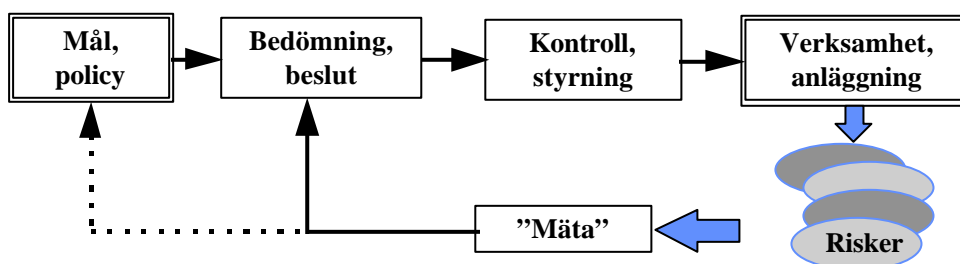 Mål,
policy
Bedömning,
beslut
Kontroll,
styrning
Verksamhet,
anläggning
”Mäta”
Risker